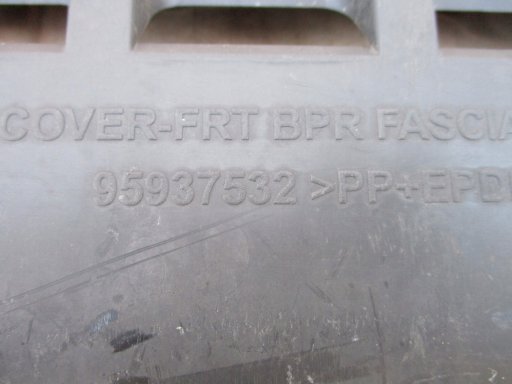 COVER-FRT BPR FASCIA
95937532 >PP+EPD